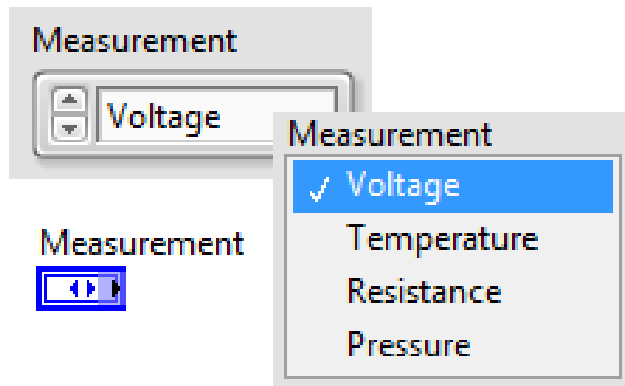 Measurement
Voltage
Measurement
Voltage
Temperature
Resistance
Pressure
Measurement